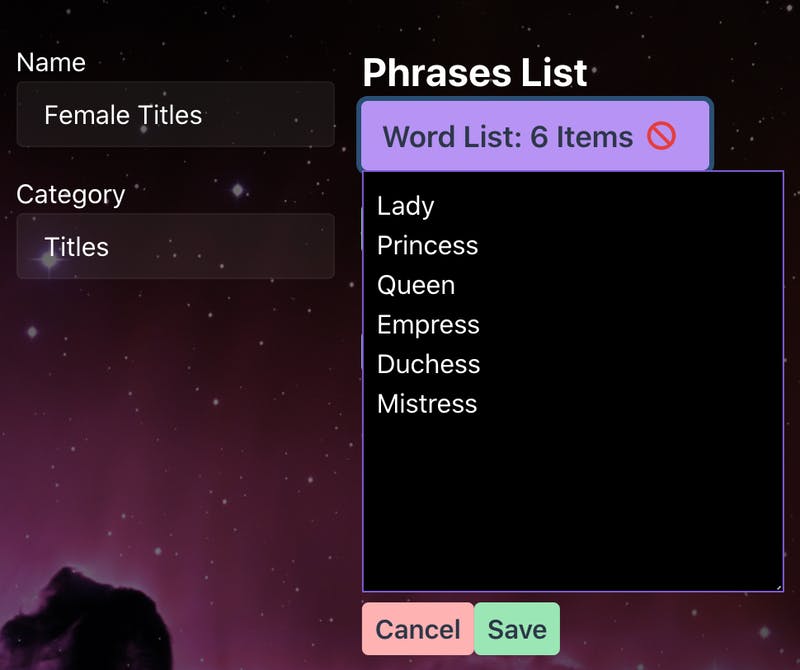 Name
Female Titles
Category
Titles
Phrases List
Word List: 6 Items 🚫
Lady
Princess
Queen
Empress
Duchess
Mistress
Cancel
Save